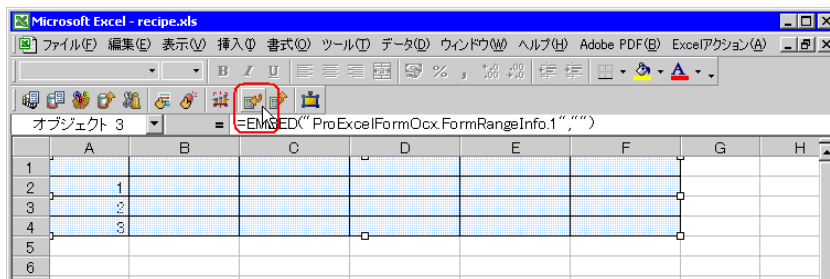 Microsoft Excel - recipe.xls
ファイル(F) 編集(E) 表示(V) 挿入(I) 書式(O) ツール(T) データ(D) ウィンドウ(W) ヘルプ(H) Adobe PDF(B) Excelアクション(A)
B I U % ,
オブジェクト 3 = =EMBED("ProExcelFormOcx.FormRangeInfo.1","")
A B C D E F G H
1
2 1
3 2
4 3
5
6